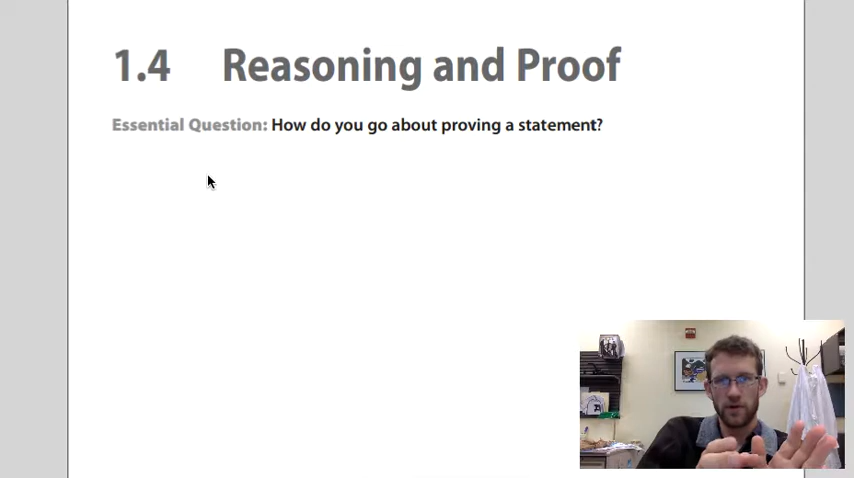 1.4 Reasoning and Proof
Essential Question: How do you go about proving a statement?